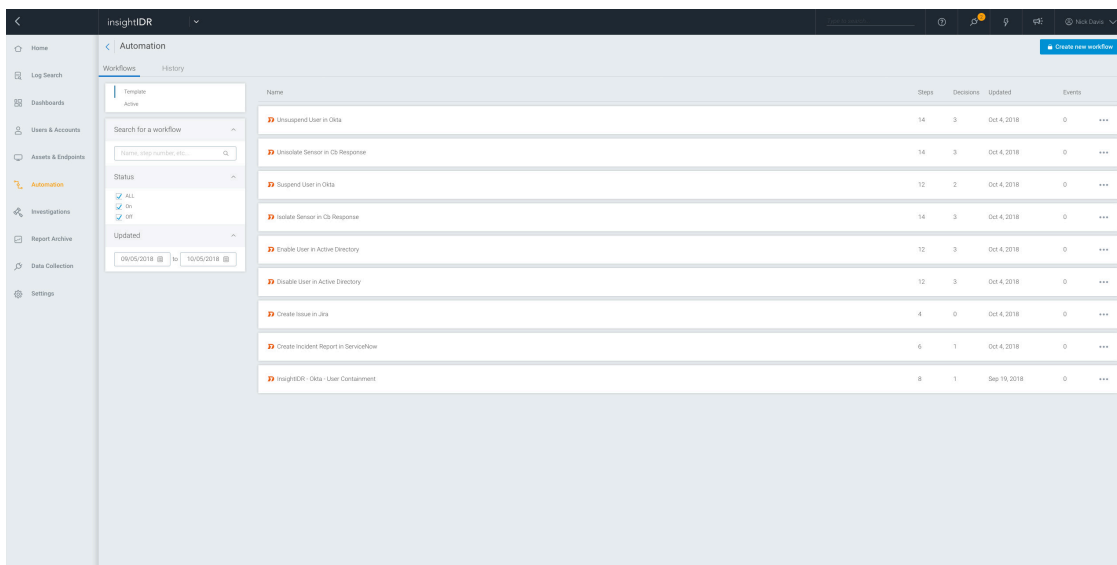 insightIDR
Nick Davis
Home
Log Search
Dashboards
Users & Accounts
Assets & Endpoints
Automation
Investigations
Report Archive
Data Collection
Settings
Automation
Create new workflow
Workflows History
Template
Active
Search for a workflow
Name, step number, etc...
Status
ALL
On
Off
Updated
09/05/2018 to 10/05/2018
Name Steps Decisions Updated Events
Unsuspend User in Okta 14 3 Oct 4, 2018 0
Unisolate Sensor in Cb Response 14 3 Oct 4, 2018 0
Suspend User in Okta 12 2 Oct 4, 2018 0
Isolate Sensor in Cb Response 14 3 Oct 4, 2018 0
Enable User in Active Directory 12 3 Oct 4, 2018 0
Disable User in Active Directory 12 3 Oct 4, 2018 0
Create Issue in Jira 4 0 Oct 4, 2018 0
Create Incident Report in ServiceNow 6 1 Oct 4, 2018 0
InsightIDR - Okta - User Containment 8 1 Sep 19, 2018 0